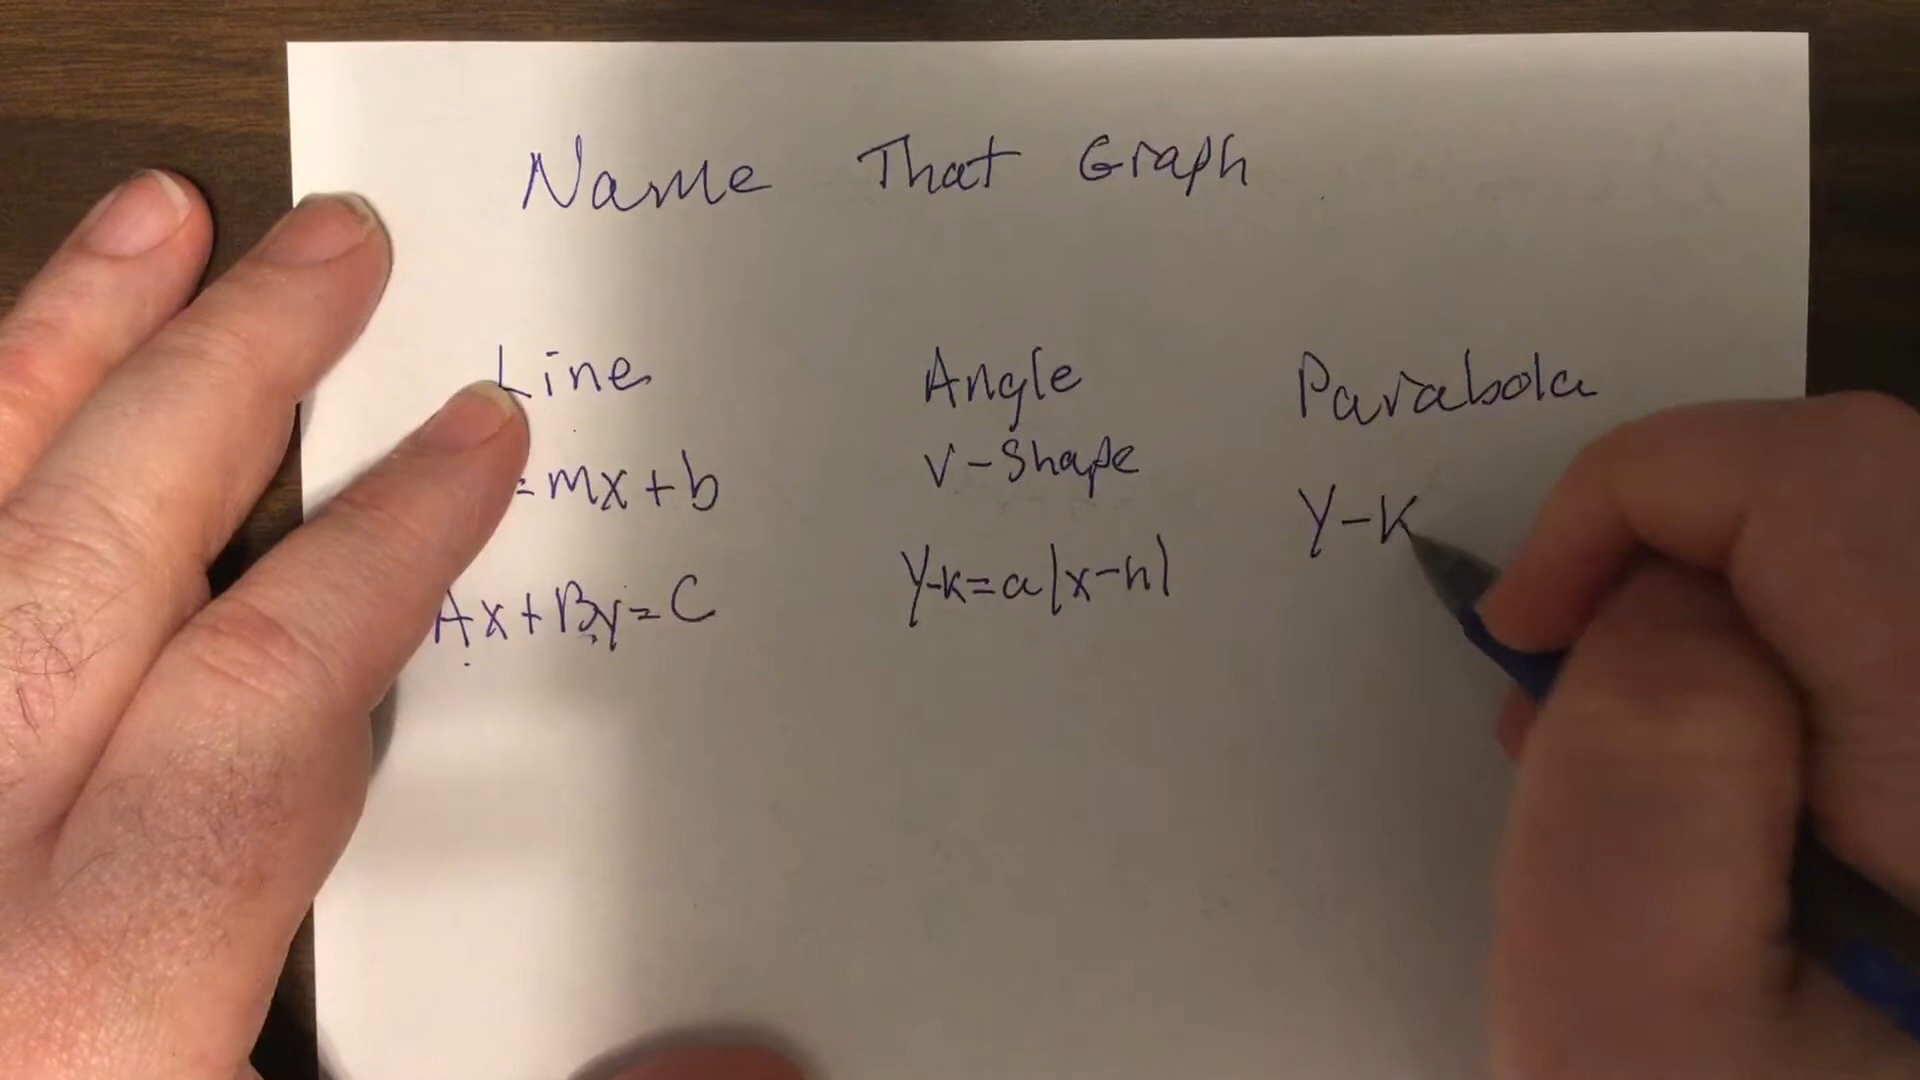 Name That Graph
Line
=mx+b
Ax+By=C
Angle
V-Shape
y-k=a|x-h|
Parabola
y-k